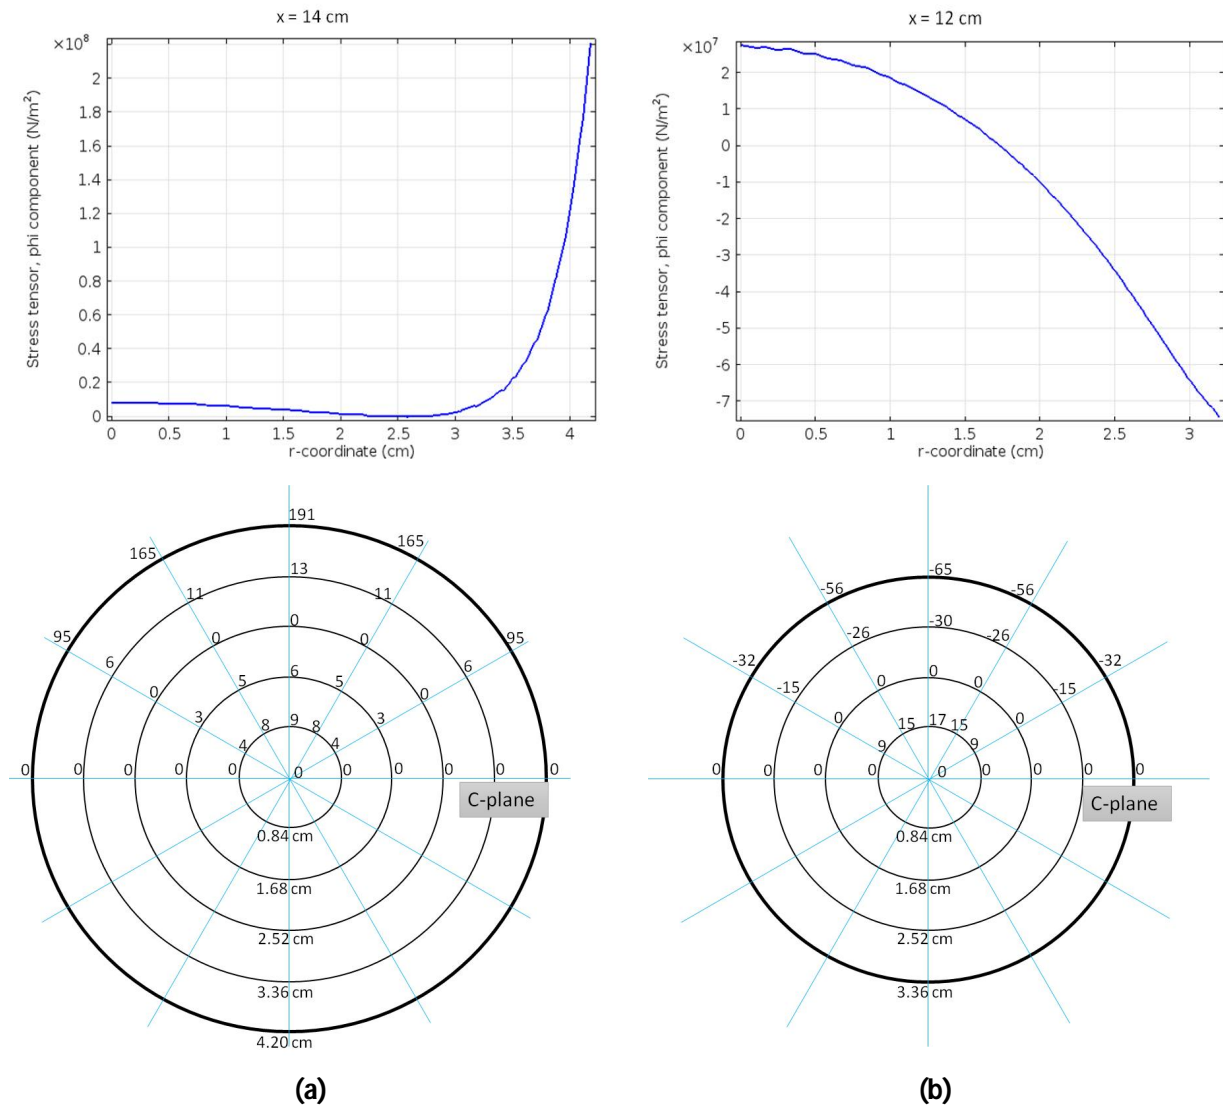 x = 14 cm
×10⁸
2
1.8
1.6
1.4
1.2
1
0.8
0.6
0.4
0.2
0
Stress tensor, phi component (N/m²)
0 0.5 1 1.5 2 2.5 3 3.5 4
r-coordinate (cm)
x = 12 cm
×10⁷
2
1
0
-1
-2
-3
-4
-5
-6
-7
Stress tensor, phi component (N/m²)
0 0.5 1 1.5 2 2.5 3
r-coordinate (cm)
191
165 165
13
95 11 11 95
0
6 0 0 6
6
0 5 5 0
3 3
8 9 8
4 4
0 0 0 0 0 0 0 0 0
C-plane
0.84 cm
1.68 cm
2.52 cm
3.36 cm
4.20 cm
(a)
-65
-56 -56
-30
-32 -26 -26 -32
0
-15 0 0 -15
0 15 17 15 0
9 9
0 0 0 0 0 0 0 0 0
C-plane
0.84 cm
1.68 cm
2.52 cm
3.36 cm
(b)